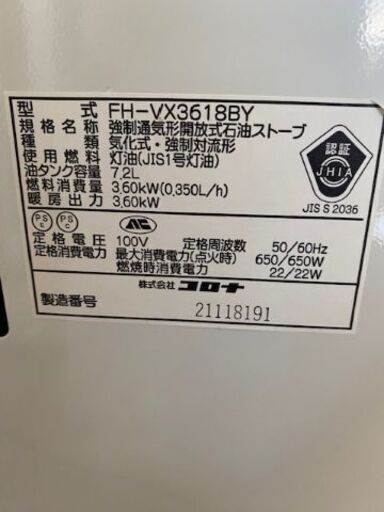 型式 FH-VX3618BY
規格名称 強制通気形開放式石油ストーブ
種類 気化式・強制対流形
使用燃料 灯油(JIS1号灯油)
油タンク容量 7.2L
燃料消費量 3.60kW(0.350L/h)
暖房出力 3.60kW
認証
JHIA
JIS S 2036
PS C PS C
定格電圧 100V 定格周波数 50/60Hz
定格消費電力 最大消費電力(点火時) 650/650W
燃焼時消費電力 22/22W
株式会社 コロナ
製造番号 21118191